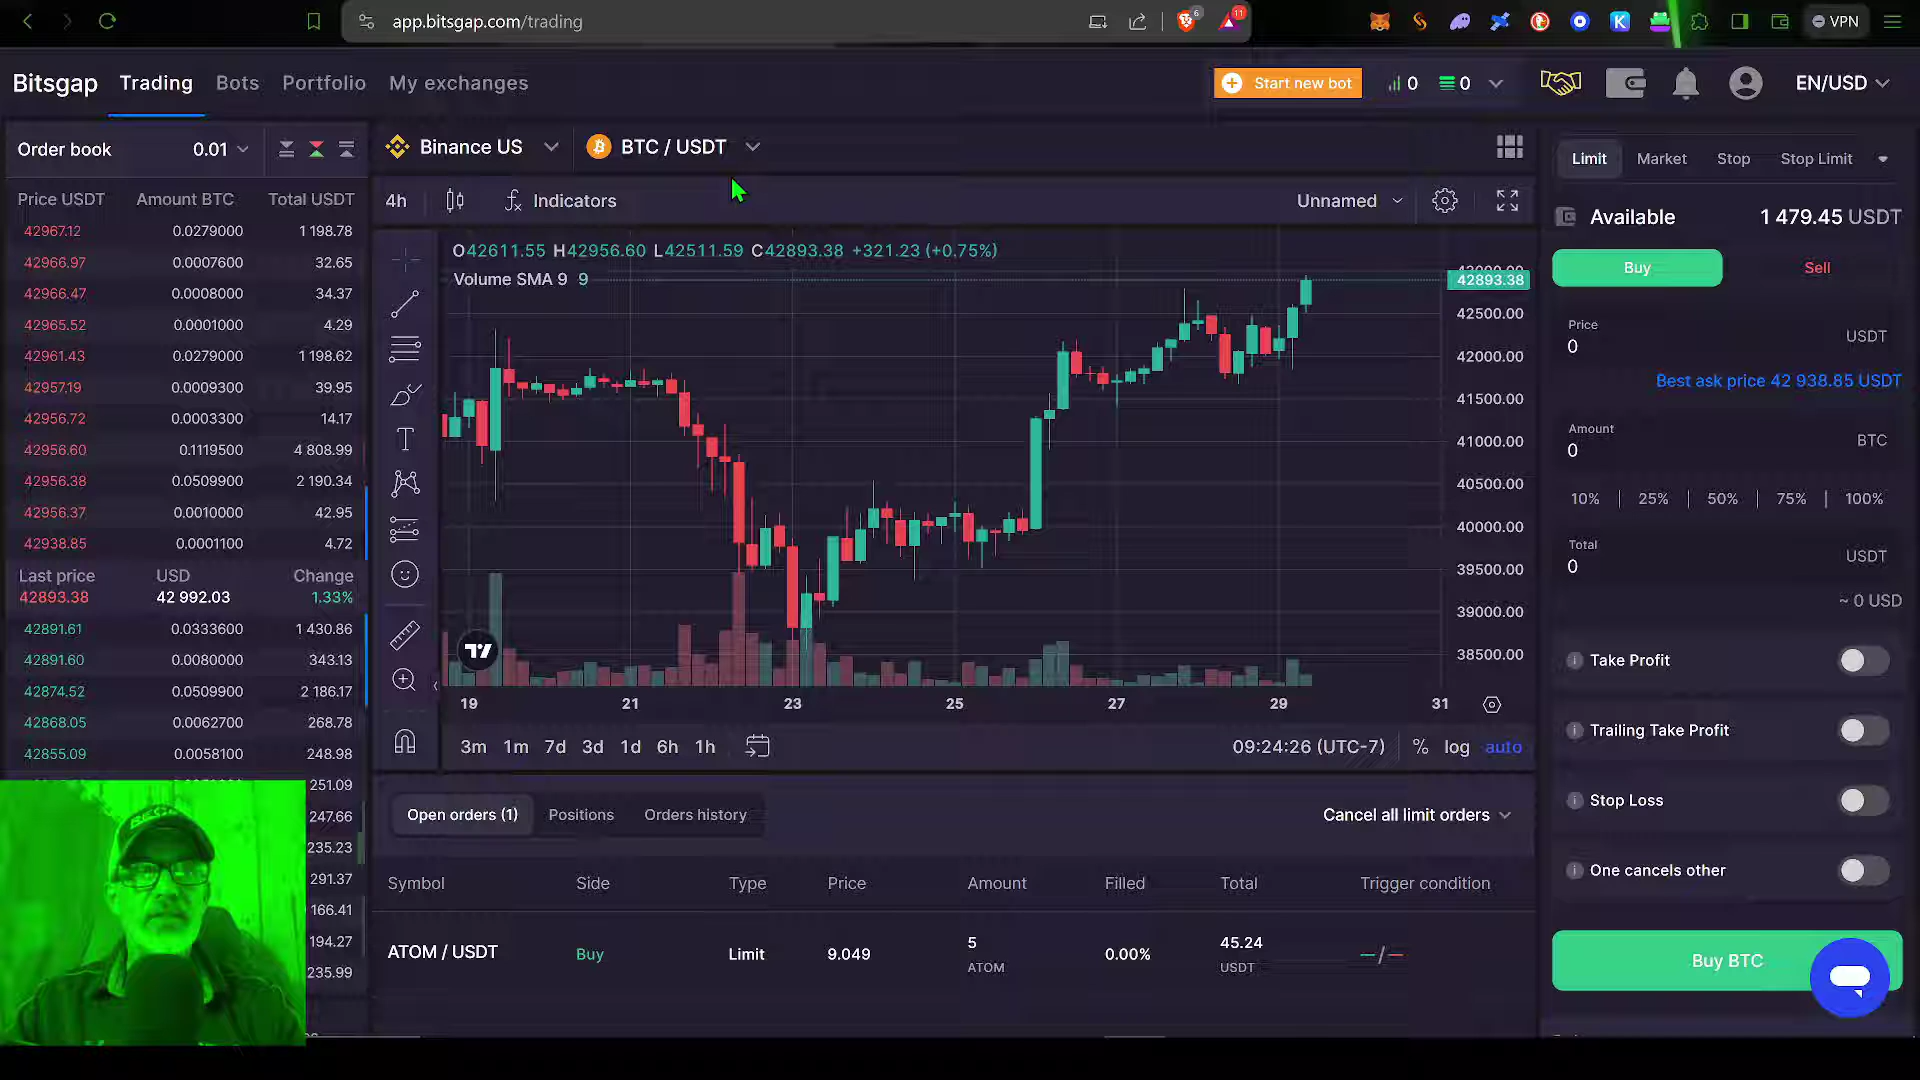 app.bitsgap.com/trading
6
11
VPN
Bitsgap Trading Bots Portfolio My exchanges
Start new bot 0 0 EN/USD
Order book 0.01
Binance US BTC / USDT
Limit Market Stop Stop Limit
Price USDT Amount BTC Total USDT
4h Indicators Unnamed
Available 1 479.45 USDT
O42611.55 H42956.60 L42511.59 C42893.38 +321.23 (+0.75%)
Volume SMA 9 9
42967.12 0.0279000 1 198.78
42966.97 0.0007600 32.65
42966.47 0.0008000 34.37
42965.52 0.0001000 4.29
42961.43 0.0279000 1 198.62
42957.19 0.0009300 39.95
42956.72 0.0003300 14.17
42956.60 0.1119500 4 808.99
42956.38 0.0509900 2 190.34
42956.37 0.0010000 42.95
42938.85 0.0001100 4.72
Last price USD Change
42893.38 42 992.03 1.33%
42891.61 0.0333600 1 430.86
42891.60 0.0080000 343.13
42874.52 0.0509900 2 186.17
42868.05 0.0062700 268.78
42855.09 0.0058100 248.98
251.09
247.66
235.23
291.37
166.41
194.27
235.99
42893.38
42500.00
42000.00
41500.00
41000.00
40500.00
40000.00
39500.00
39000.00
38500.00
19 21 23 25 27 29 31
3m 1m 7d 3d 1d 6h 1h
09:24:26 (UTC-7) % log auto
Buy Sell
Price
0 USDT
Best ask price 42 938.85 USDT
Amount
0 BTC
10% 25% 50% 75% 100%
Total
0 USDT
~ 0 USD
Take Profit
Trailing Take Profit
Stop Loss
One cancels other
Buy BTC
Open orders (1) Positions Orders history Cancel all limit orders
Symbol Side Type Price Amount Filled Total Trigger condition
ATOM / USDT Buy Limit 9.049 5 ATOM 0.00% 45.24 USDT –/–